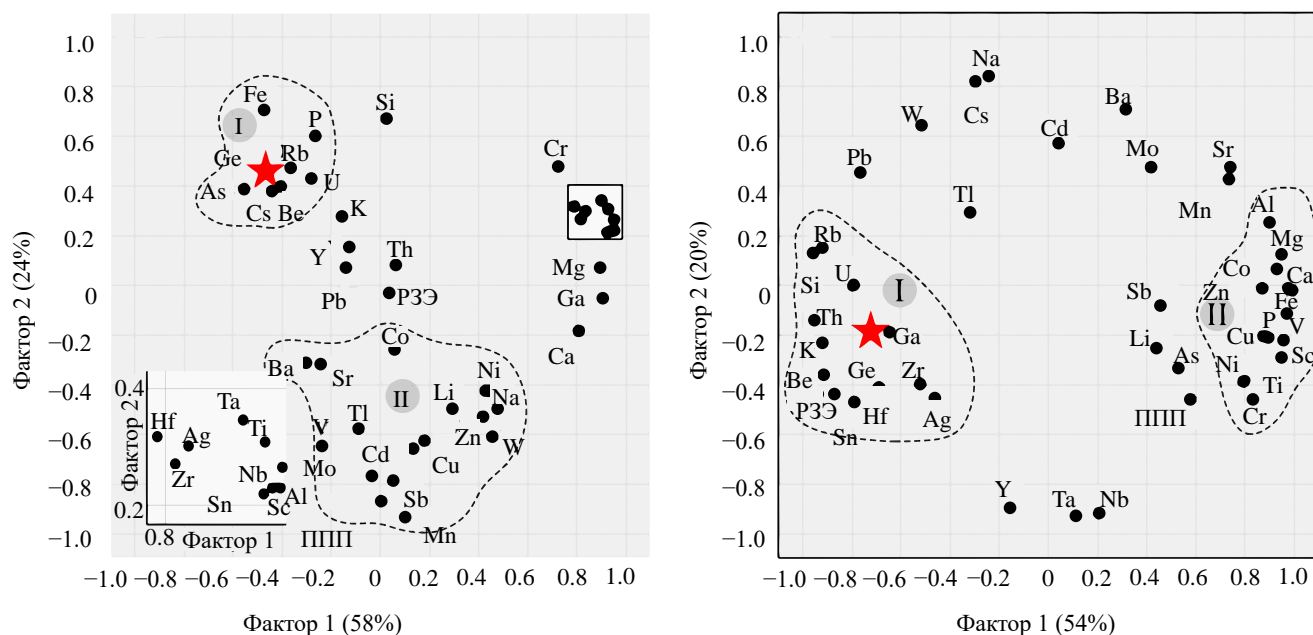 1.0
0.8
0.6
0.4
0.2
0
−0.2
−0.4
−0.6
−0.8
−1.0
Фактор 2 (24%)
Fe
I
P
Si
Ge
Rb
Cr
As
U
Cs Be
K
Y
Th
Mg
Pb
РЗЭ
Ga
Co
Ca
Ba
Sr
Ni
II
Li
Na
Tl
V
Zn
W
Mo
Cd
Cu
Sb
Mn
ППП
0.4
Ta
Hf
Ti
Ag
Zr
Nb
Sn
Sc
Al
0.2
0.8
Фактор 1
Фактор 2
−1.0 −0.8 −0.6 −0.4 −0.2 0 0.2 0.4 0.6 0.8 1.0
Фактор 1 (58%)
1.0
0.8
0.6
0.4
0.2
0
−0.2
−0.4
−0.6
−0.8
−1.0
Фактор 2 (20%)
Na
Ba
W
Cs
Cd
Pb
Mo
Sr
Tl
Mn
Al
Rb
Mg
U
Co
Si
I
Sb
Zn
Ca
Fe
Th
II
Ga
Cu
P
V
K
Li
As
Sc
Be
Ge
Zr
Ni
Ti
РЗЭ
Hf
Ag
ППП
Cr
Sn
Y
Ta
Nb
−1.0 −0.8 −0.6 −0.4 −0.2 0 0.2 0.4 0.6 0.8 1.0
Фактор 1 (54%)